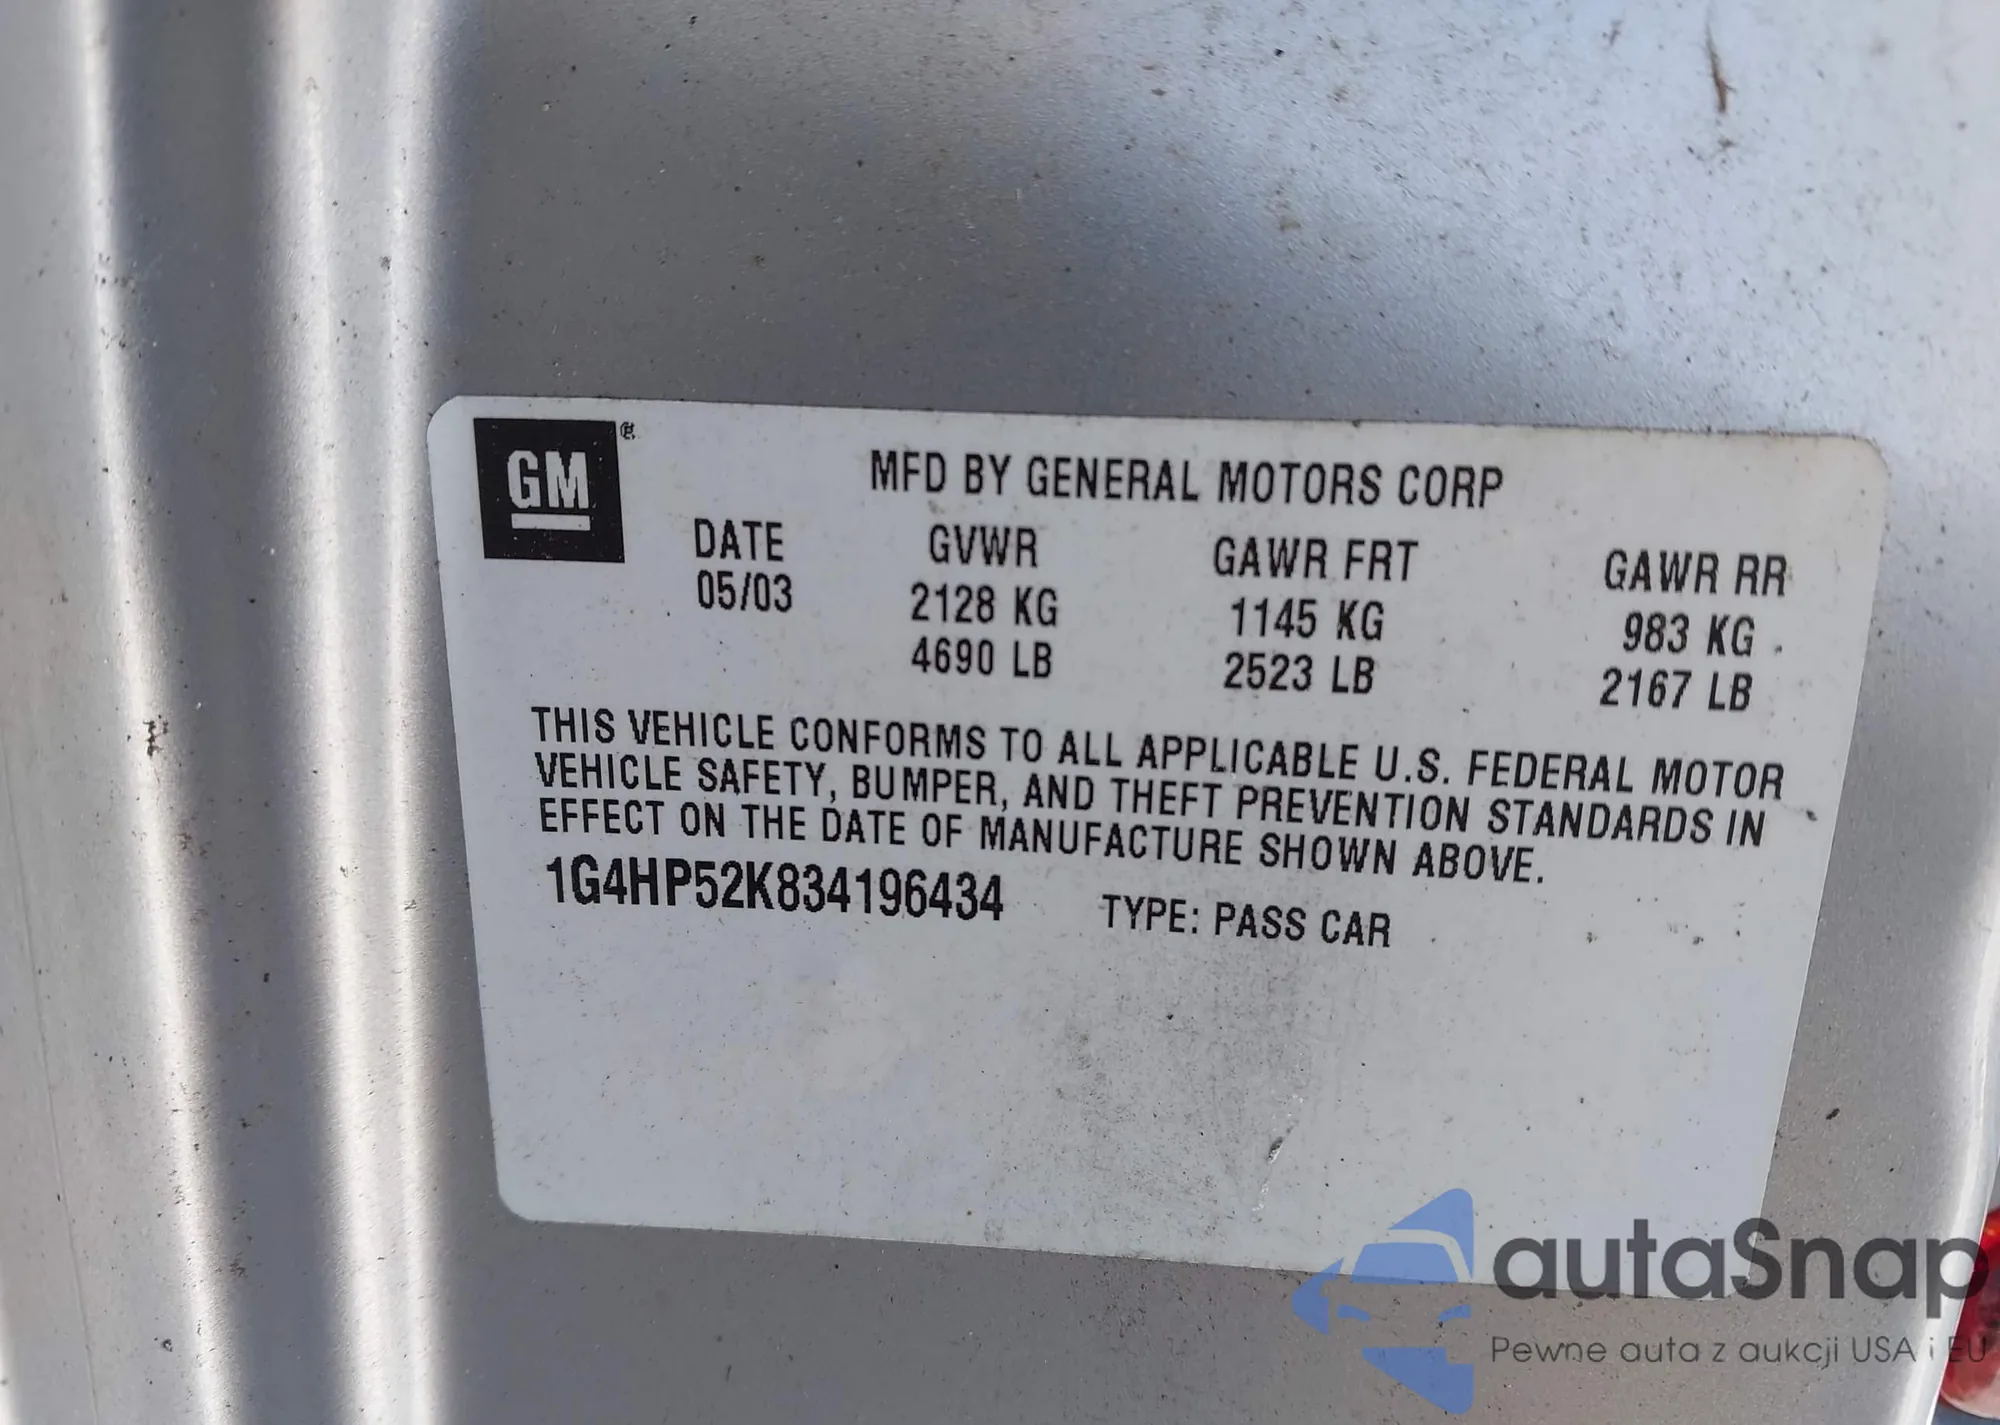 GM
MFD BY GENERAL MOTORS CORP
DATE GVWR GAWR FRT GAWR RR
05/03 2128 KG 1145 KG 983 KG
4690 LB 2523 LB 2167 LB
THIS VEHICLE CONFORMS TO ALL APPLICABLE U.S. FEDERAL MOTOR
VEHICLE SAFETY, BUMPER, AND THEFT PREVENTION STANDARDS IN
EFFECT ON THE DATE OF MANUFACTURE SHOWN ABOVE.
1G4HP52K834196434 TYPE: PASS CAR
autaSnap
Pewne auta z aukcji USA i EU